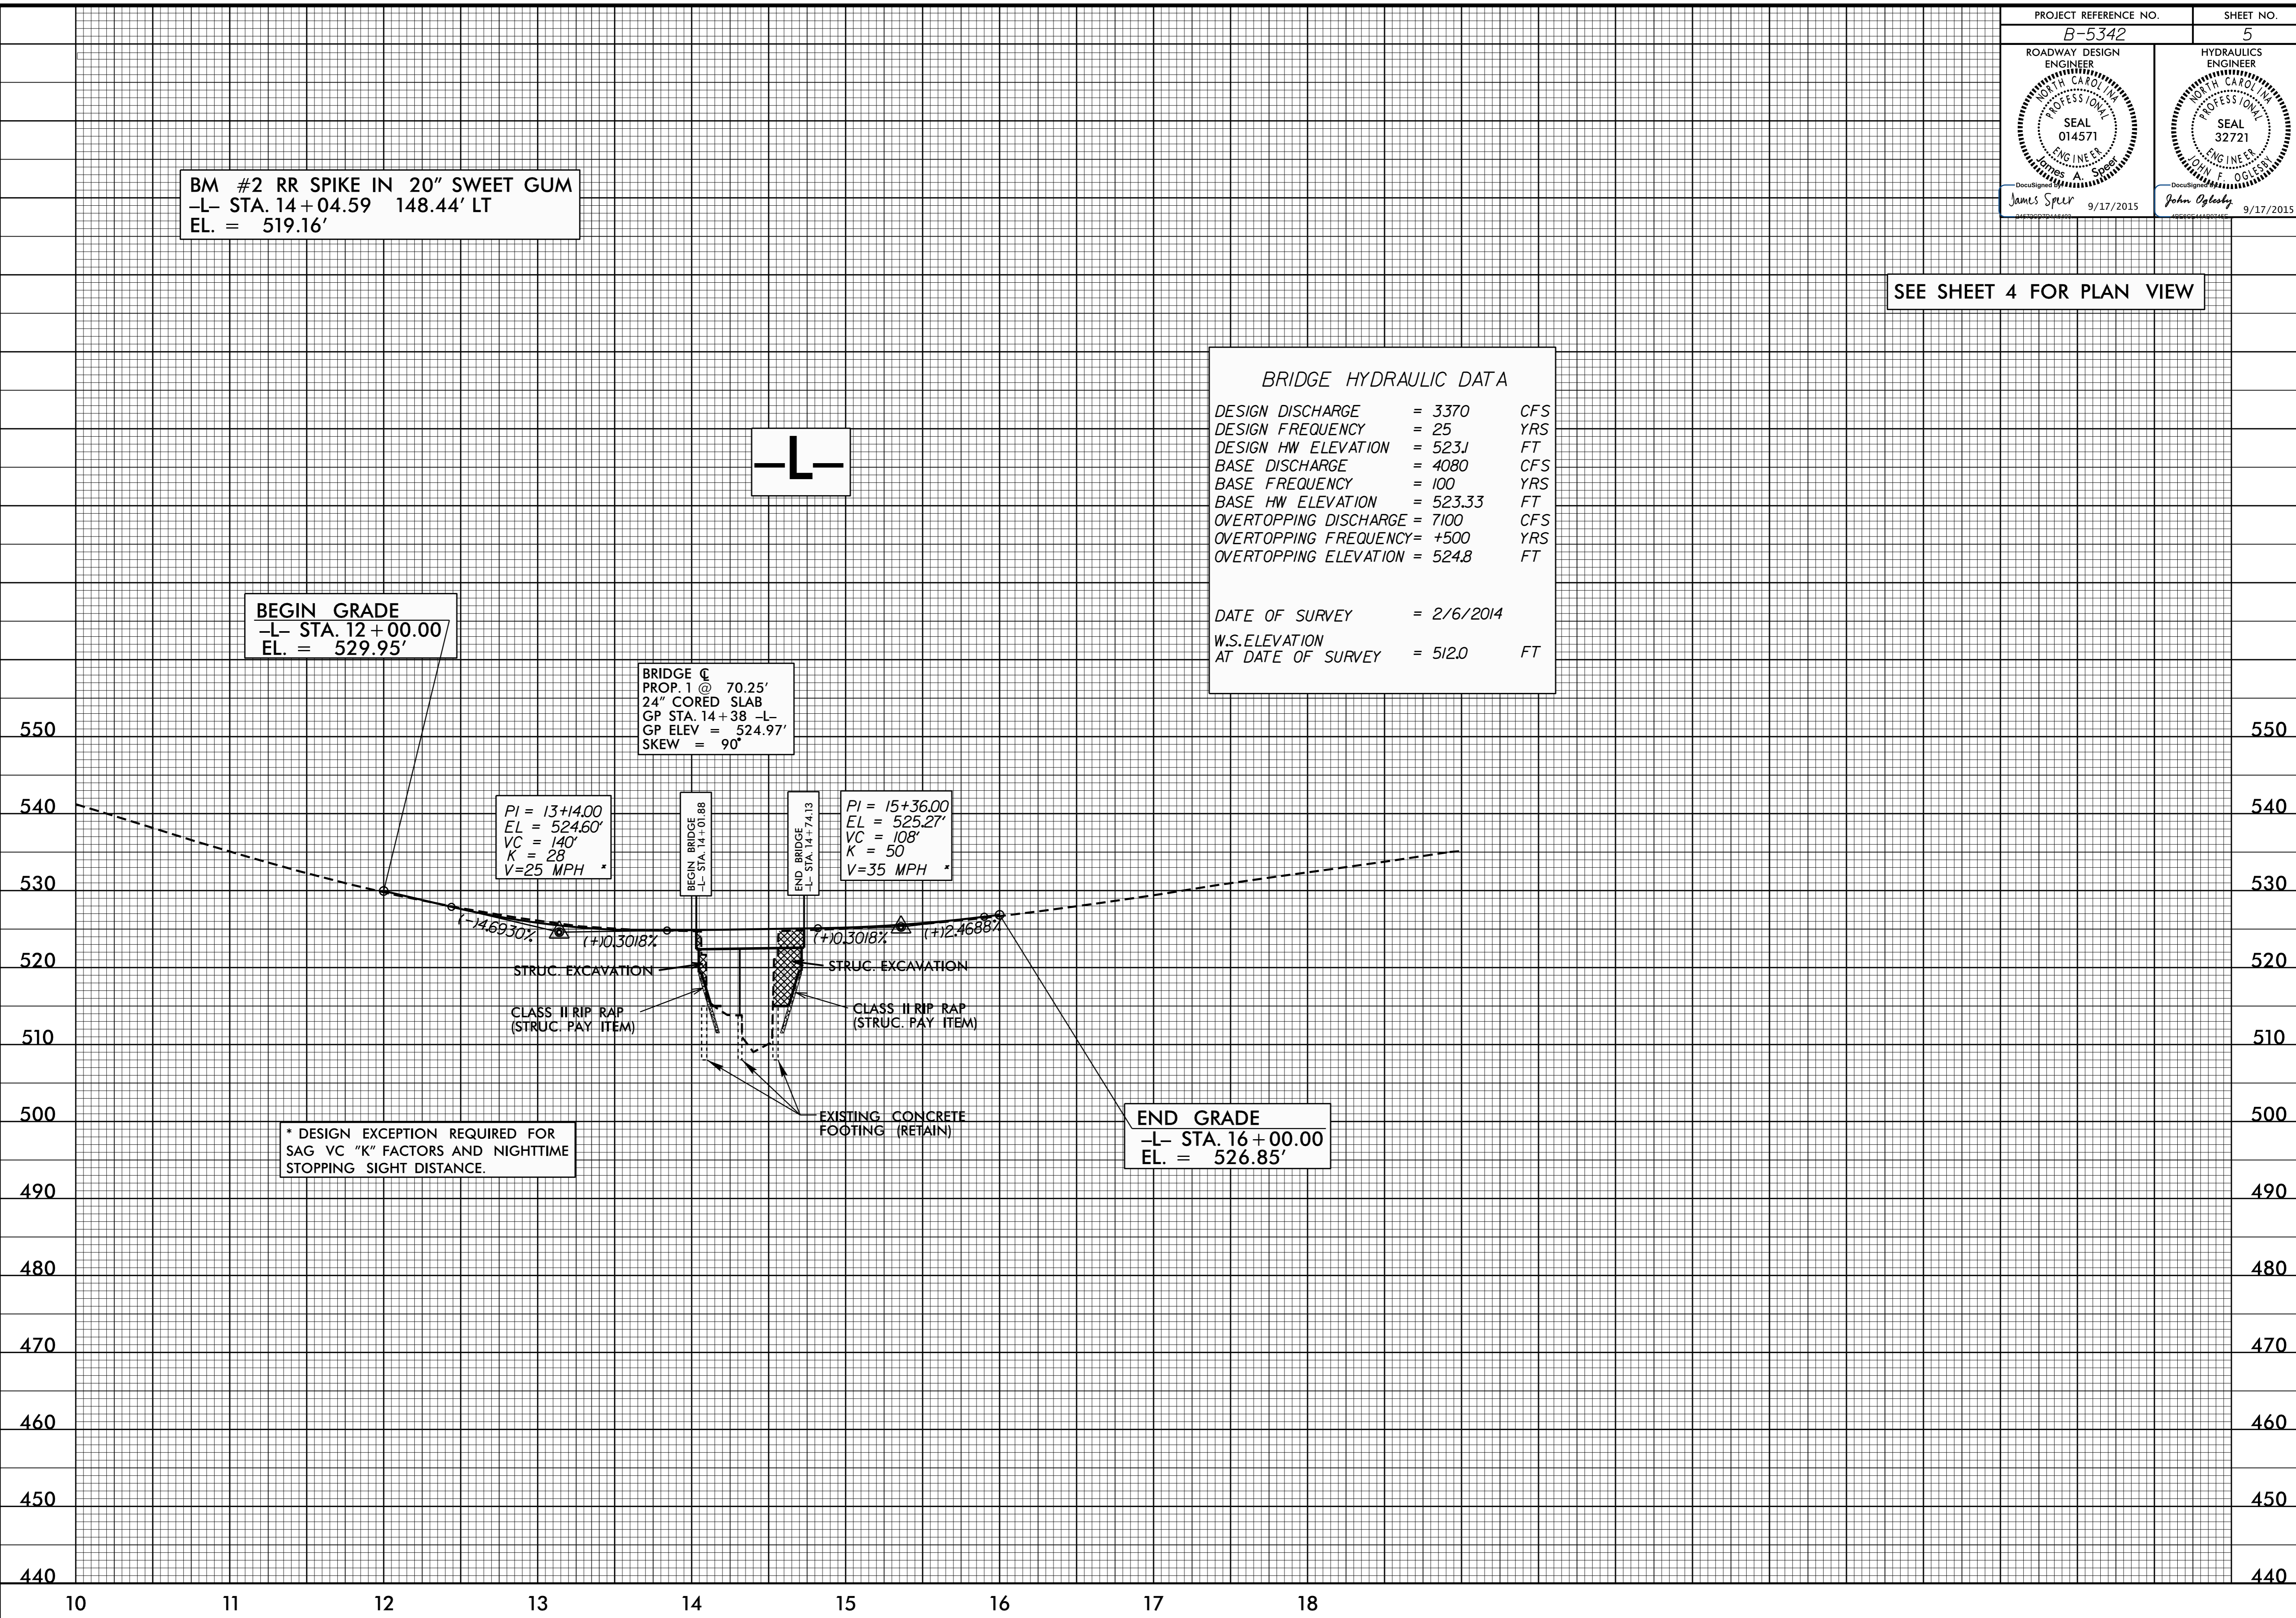 PROJECT REFERENCE NO. SHEET NO.
B-5342 5
ROADWAY DESIGN
ENGINEER
HYDRAULICS
ENGINEER
NORTH CAROLINA
PROFESSIONAL
SEAL
014571
ENGINEER
James A. Speer
NORTH CAROLINA
PROFESSIONAL
SEAL
32721
ENGINEER
JOHN F. OGLESBY
DocuSigned by:
James Speer 9/17/2015
DocuSigned by:
John Oglesby 9/17/2015
BM #2 RR SPIKE IN 20" SWEET GUM
-L- STA. 14+04.59 148.44' LT
EL. = 519.16'
SEE SHEET 4 FOR PLAN VIEW
-L-
BRIDGE HYDRAULIC DATA
DESIGN DISCHARGE = 3370 CFS
DESIGN FREQUENCY = 25 YRS
DESIGN HW ELEVATION = 523.1 FT
BASE DISCHARGE = 4080 CFS
BASE FREQUENCY = 100 YRS
BASE HW ELEVATION = 523.33 FT
OVERTOPPING DISCHARGE = 7100 CFS
OVERTOPPING FREQUENCY= +500 YRS
OVERTOPPING ELEVATION = 524.8 FT
DATE OF SURVEY = 2/6/2014
W.S.ELEVATION
AT DATE OF SURVEY = 512.0 FT
BEGIN GRADE
-L- STA. 12+00.00
EL. = 529.95'
BRIDGE ℄
PROP. 1 @ 70.25'
24" CORED SLAB
GP STA. 14+38 -L-
GP ELEV = 524.97'
SKEW = 90°
PI = 13+14.00
EL = 524.60'
VC = 140'
K = 28
V=25 MPH *
BEGIN BRIDGE
-L- STA. 14+01.88
END BRIDGE
-L- STA. 14+74.13
PI = 15+36.00
EL = 525.27'
VC = 108'
K = 50
V=35 MPH *
(-)4.6930%
(+)0.3018%
(+)0.3018%
(+)2.4688%
STRUC. EXCAVATION
STRUC. EXCAVATION
CLASS II RIP RAP
(STRUC. PAY ITEM)
CLASS II RIP RAP
(STRUC. PAY ITEM)
EXISTING CONCRETE
FOOTING (RETAIN)
END GRADE
-L- STA. 16+00.00
EL. = 526.85'
* DESIGN EXCEPTION REQUIRED FOR
SAG VC "K" FACTORS AND NIGHTTIME
STOPPING SIGHT DISTANCE.
550 550
540 540
530 530
520 520
510 510
500 500
490 490
480 480
470 470
460 460
450 450
440 440
10 11 12 13 14 15 16 17 18